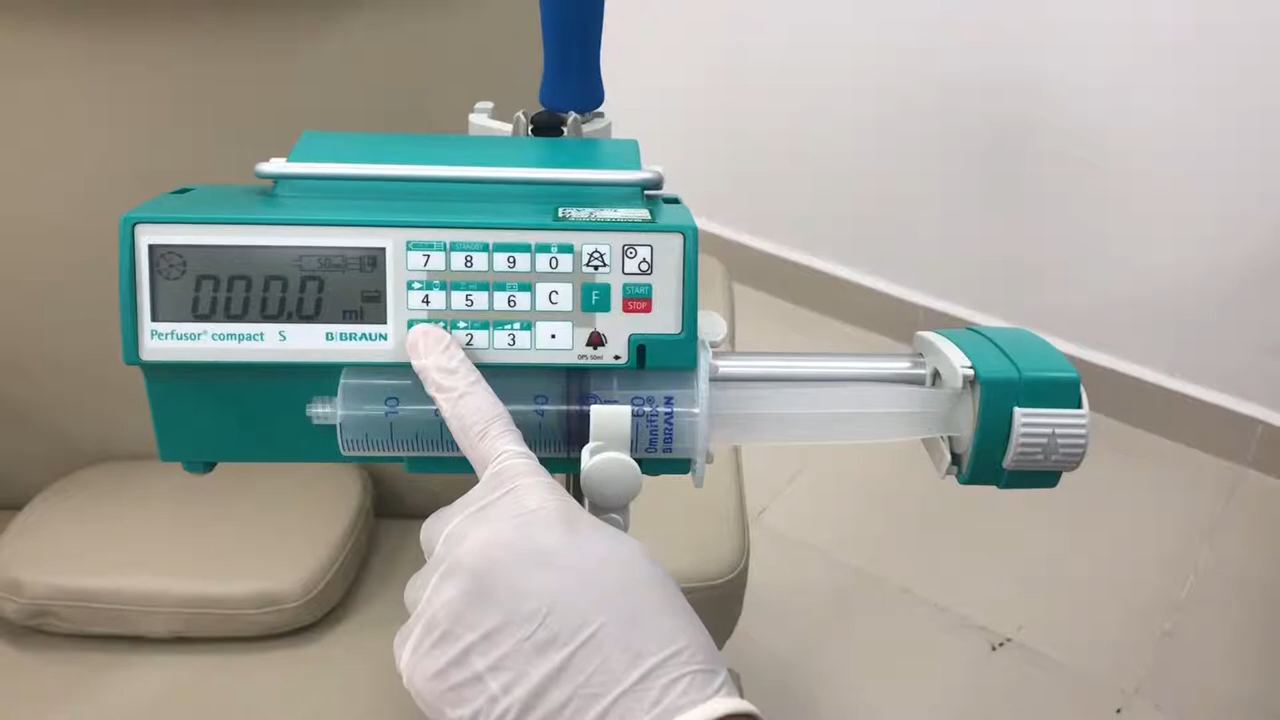 50ml
000.0
ml
Perfusor® compact S
B|BRAUN
7
STANDBY
8
9
0
4
5
6
C
F
START
STOP
2
3
.
OPS 50ml
10
40
60
Omnifix®
B|BRAUN